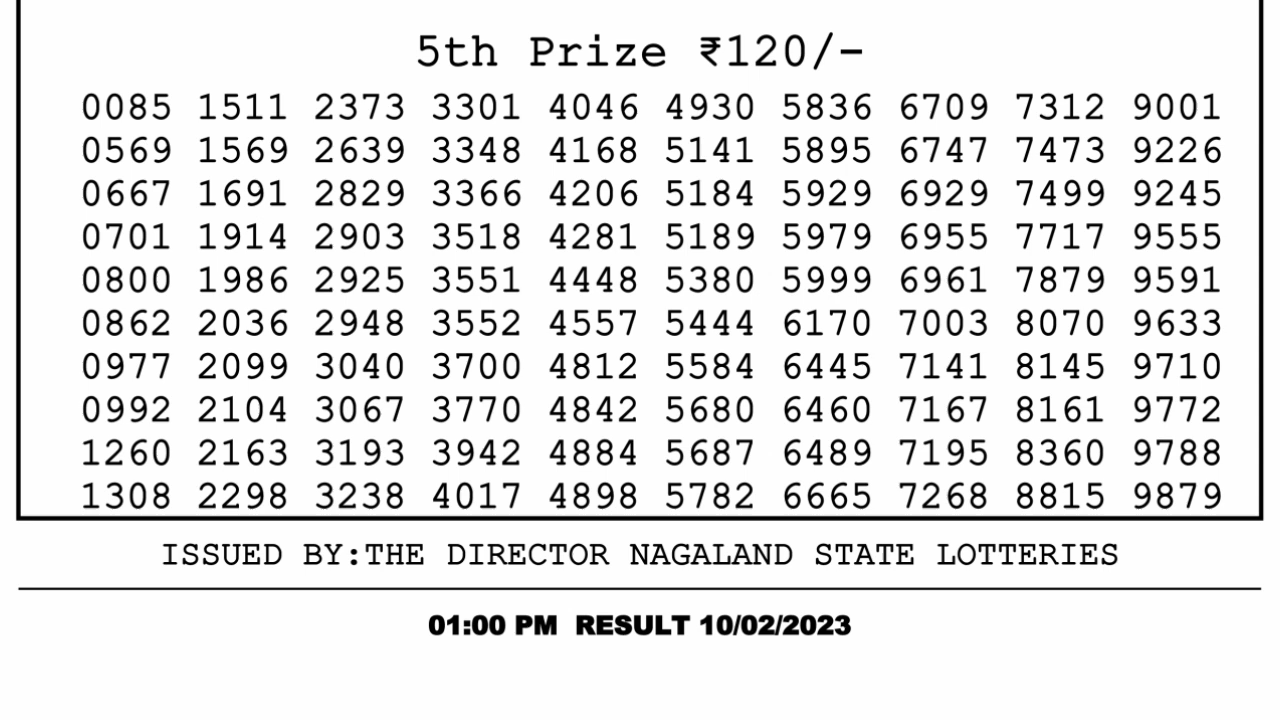 5th Prize ₹120/-
0085 1511 2373 3301 4046 4930 5836 6709 7312 9001
0569 1569 2639 3348 4168 5141 5895 6747 7473 9226
0667 1691 2829 3366 4206 5184 5929 6929 7499 9245
0701 1914 2903 3518 4281 5189 5979 6955 7717 9555
0800 1986 2925 3551 4448 5380 5999 6961 7879 9591
0862 2036 2948 3552 4557 5444 6170 7003 8070 9633
0977 2099 3040 3700 4812 5584 6445 7141 8145 9710
0992 2104 3067 3770 4842 5680 6460 7167 8161 9772
1260 2163 3193 3942 4884 5687 6489 7195 8360 9788
1308 2298 3238 4017 4898 5782 6665 7268 8815 9879
ISSUED BY:THE DIRECTOR NAGALAND STATE LOTTERIES
01:00 PM RESULT 10/02/2023